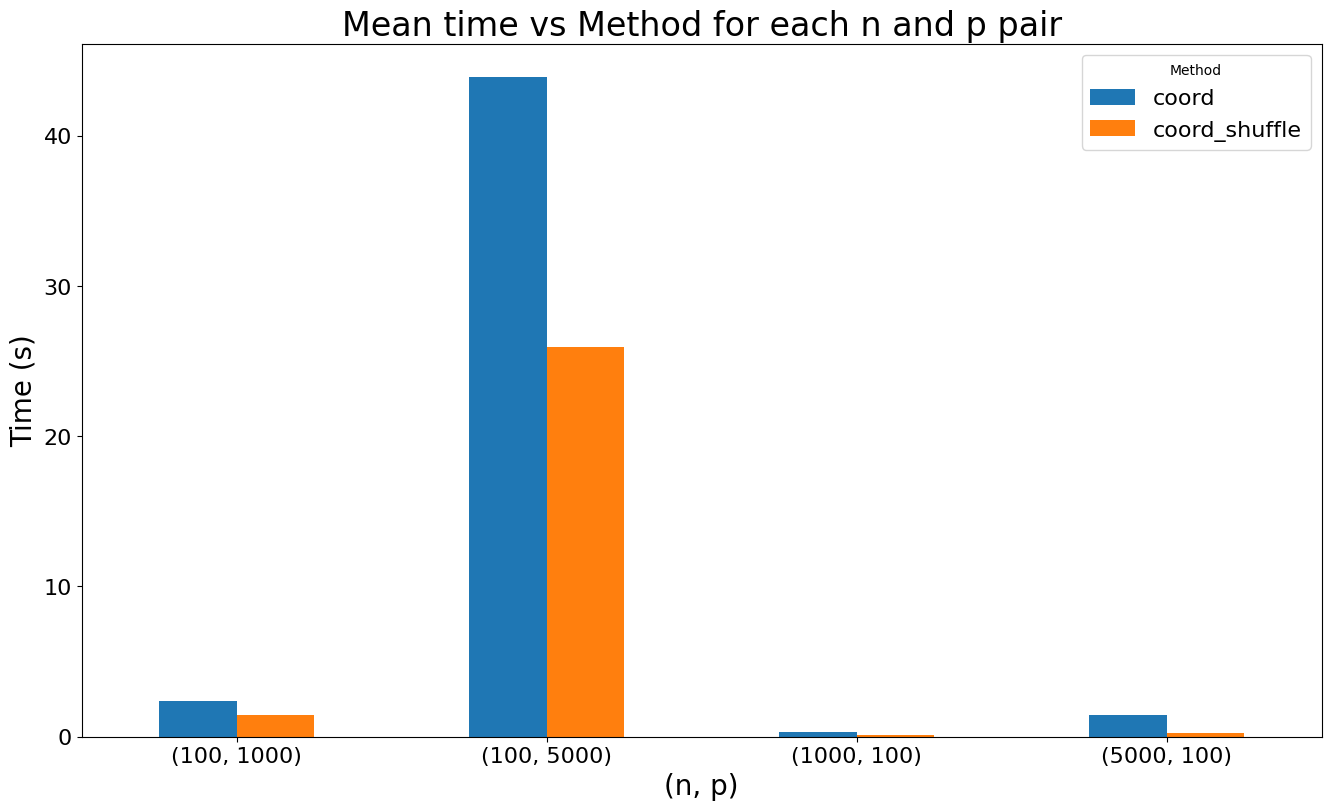 Mean time vs Method for each n and p pair
Method
coord
coord_shuffle
Time (s)
40
30
20
10
0
(100, 1000)
(100, 5000)
(1000, 100)
(5000, 100)
(n, p)